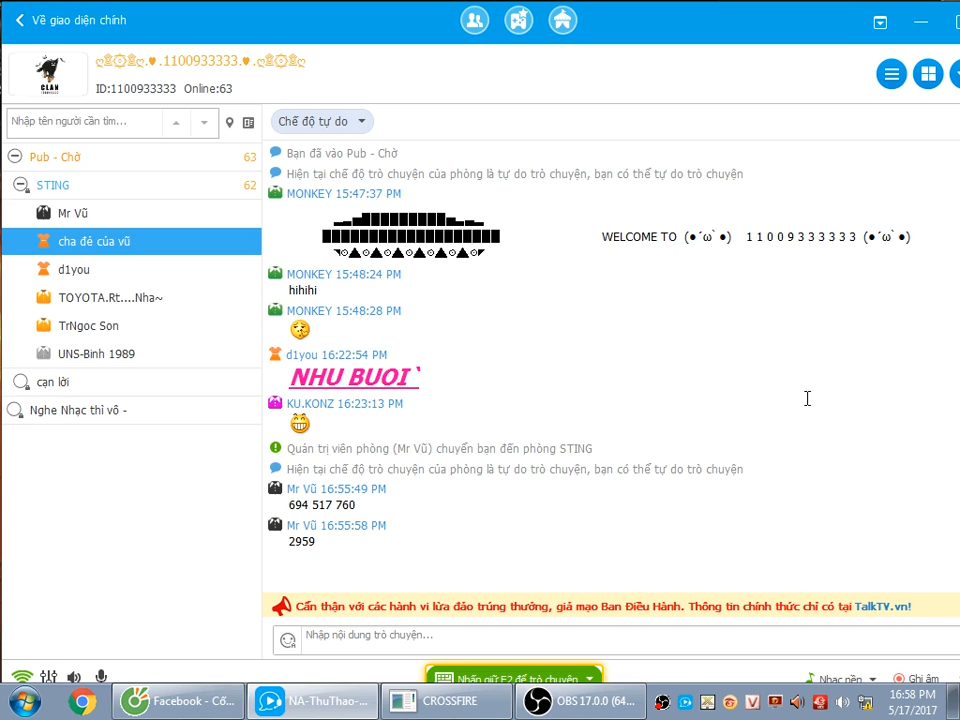 Về giao diện chính
ღ۩۞۩ღ.♥.1100933333.♥.ღ۩۞۩ღ
ID:1100933333 Online:63
CLAN
Nhập tên người cần tìm...
Chế độ tự do
Pub - Chờ 63
STING 62
Mr Vũ
cha đẻ của vũ
d1you
TOYOTA.Rt....Nha~
TrNgoc Son
UNS-Binh 1989
cạn lời
Nghe Nhạc thì vô -
Bạn đã vào Pub - Chờ
Hiện tại chế độ trò chuyện của phòng là tự do trò chuyện, bạn có thể tự do trò chuyện
MONKEY 15:47:37 PM
WELCOME TO (●´ω`●) 1 1 0 0 9 3 3 3 3 3 3 (●´ω`●)
MONKEY 15:48:24 PM
hihihi
MONKEY 15:48:28 PM
d1you 16:22:54 PM
NHU BUOI `
KU.KONZ 16:23:13 PM
Quản trị viên phòng (Mr Vũ) chuyển bạn đến phòng STING
Hiện tại chế độ trò chuyện của phòng là tự do trò chuyện, bạn có thể tự do trò chuyện
Mr Vũ 16:55:49 PM
694 517 760
Mr Vũ 16:55:58 PM
2959
Cẩn thận với các hành vi lừa đảo trúng thưởng, giả mạo Ban Điều Hành. Thông tin chính thức chỉ có tại TalkTV.vn!
Nhập nội dung trò chuyện...
Nhấn giữ F2 để trò chuyện
Nhạc nền
Ghi âm
Facebook - Cố...
NA-ThuThao-...
CROSSFIRE
OBS 17.0.0 (64...
16:58 PM
5/17/2017